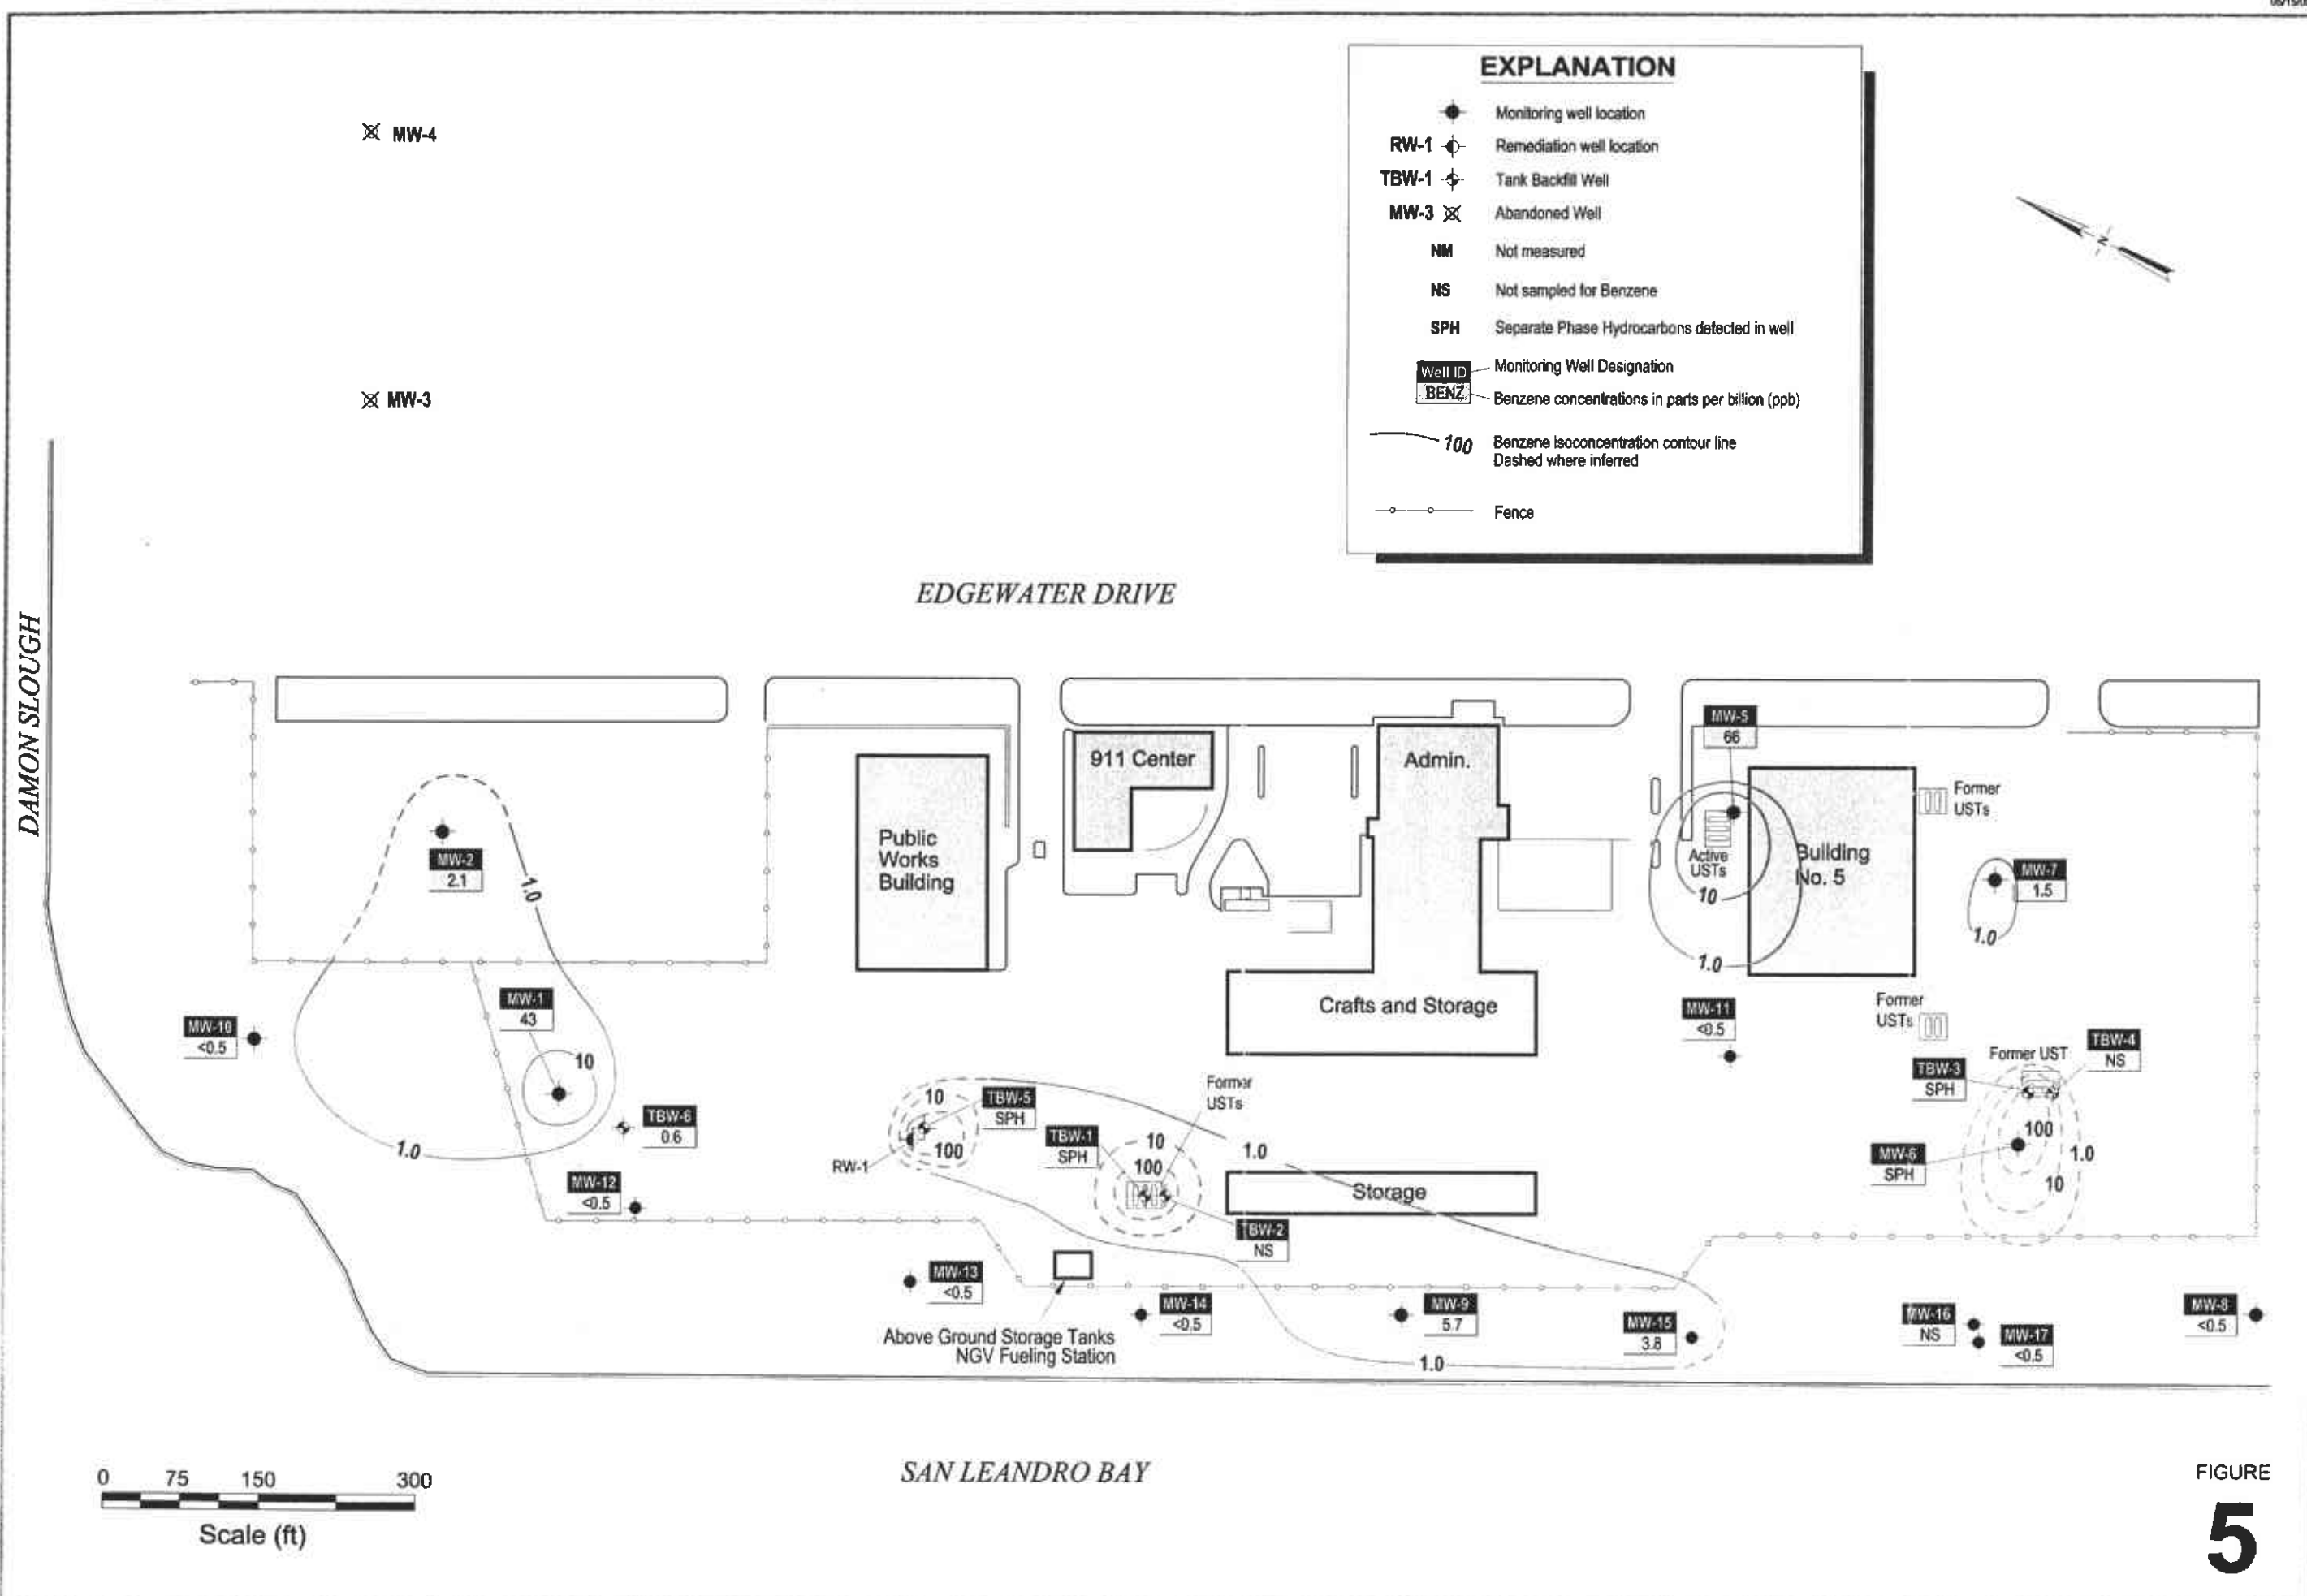 EXPLANATION
Monitoring well location
RW-1 Remediation well location
TBW-1 Tank Backfill Well
MW-3 Abandoned Well
NM Not measured
NS Not sampled for Benzene
SPH Separate Phase Hydrocarbons detected in well
Well ID Monitoring Well Designation
BENZ Benzene concentrations in parts per billion (ppb)
100 Benzene isoconcentration contour line
Dashed where inferred
Fence
N
MW-4
MW-3
EDGEWATER DRIVE
DAMON SLOUGH
MW-2
2.1
1.0
MW-1
43
10
MW-10
<0.5
1.0
TBW-6
0.6
MW-12
<0.5
Public
Works
Building
911 Center
Admin.
Crafts and Storage
MW-5
66
Active
USTs
10
1.0
Building
No. 5
Former
USTs
MW-7
1.5
1.0
MW-11
<0.5
Former
USTs
Former UST
TBW-4
NS
TBW-3
SPH
100
1.0
10
MW-6
SPH
10
TBW-5
SPH
100
RW-1
Former
USTs
TBW-1
SPH
10
100
1.0
Storage
TBW-2
NS
MW-13
<0.5
MW-14
<0.5
Above Ground Storage Tanks
NGV Fueling Station
MW-9
5.7
1.0
MW-15
3.8
MW-16
NS
MW-17
<0.5
MW-8
<0.5
SAN LEANDRO BAY
0 75 150 300
Scale (ft)
FIGURE
5